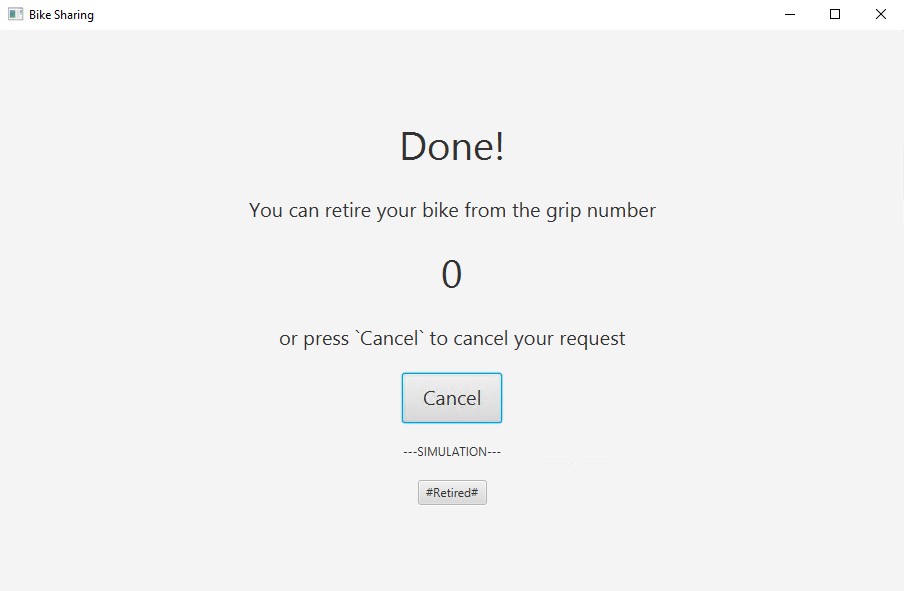 Bike Sharing
Done!
You can retire your bike from the grip number
0
or press `Cancel` to cancel your request
Cancel
---SIMULATION---
#Retired#